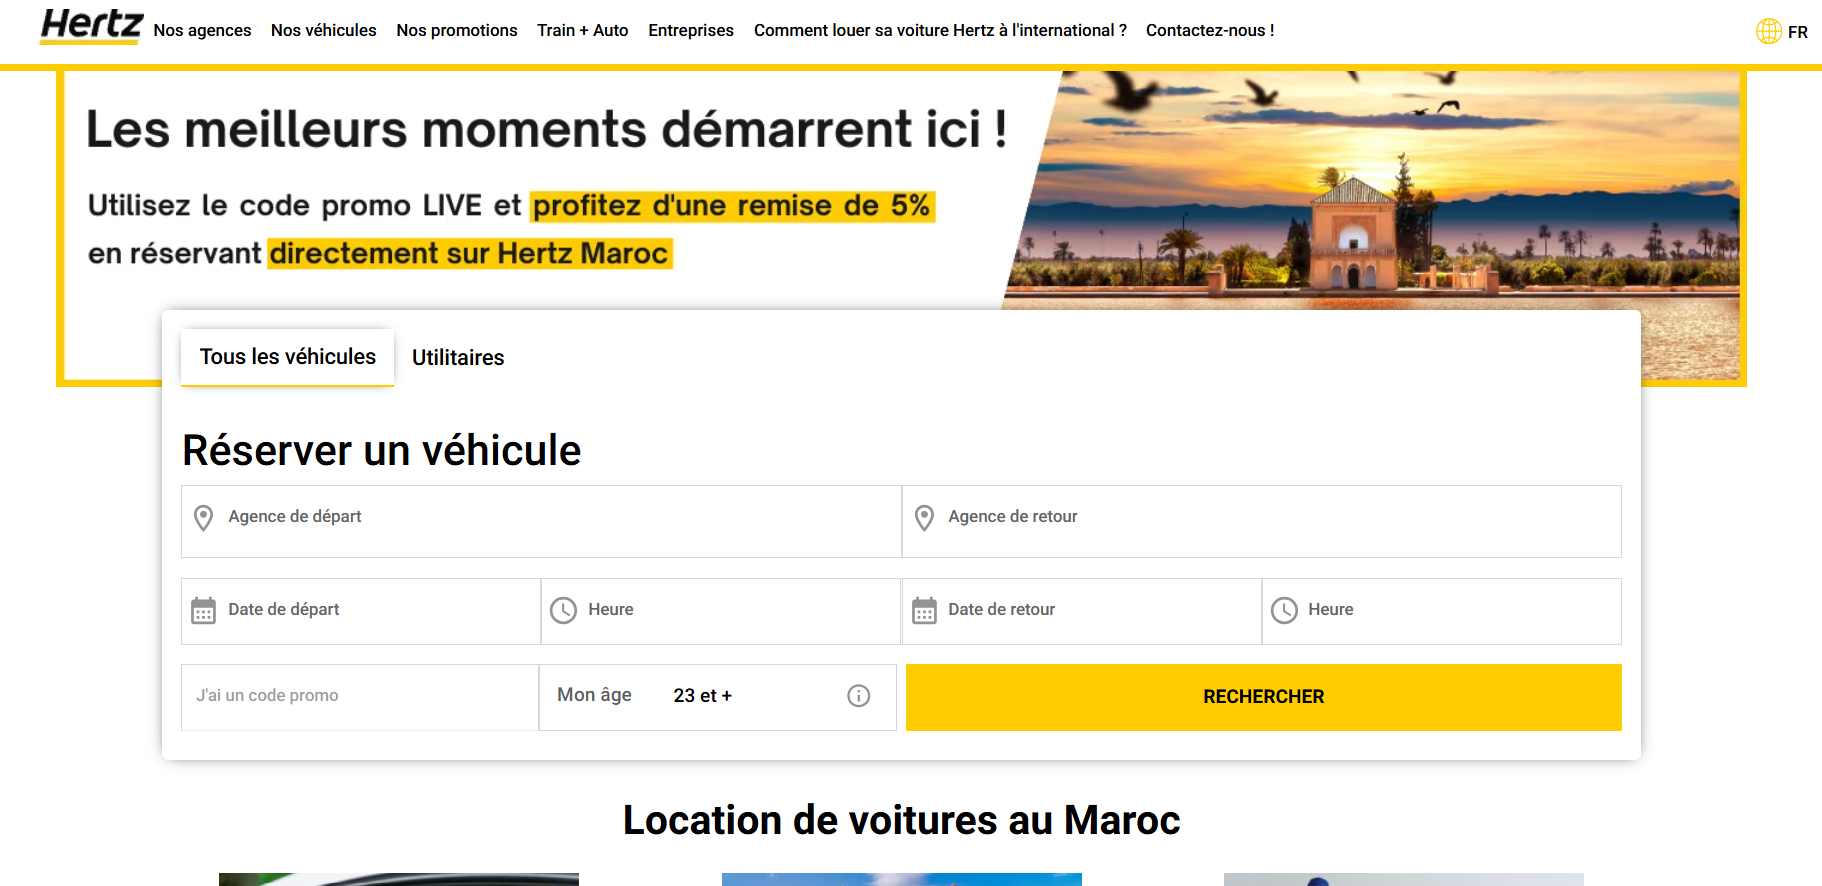 Hertz
Nos agences Nos véhicules Nos promotions Train + Auto Entreprises Comment louer sa voiture Hertz à l'international ? Contactez-nous ! FR
Les meilleurs moments démarrent ici !
Utilisez le code promo LIVE et profitez d'une remise de 5%
en réservant directement sur Hertz Maroc
Tous les véhicules Utilitaires
Réserver un véhicule
Agence de départ Agence de retour
Date de départ Heure Date de retour Heure
J'ai un code promo Mon âge 23 et + RECHERCHER
Location de voitures au Maroc